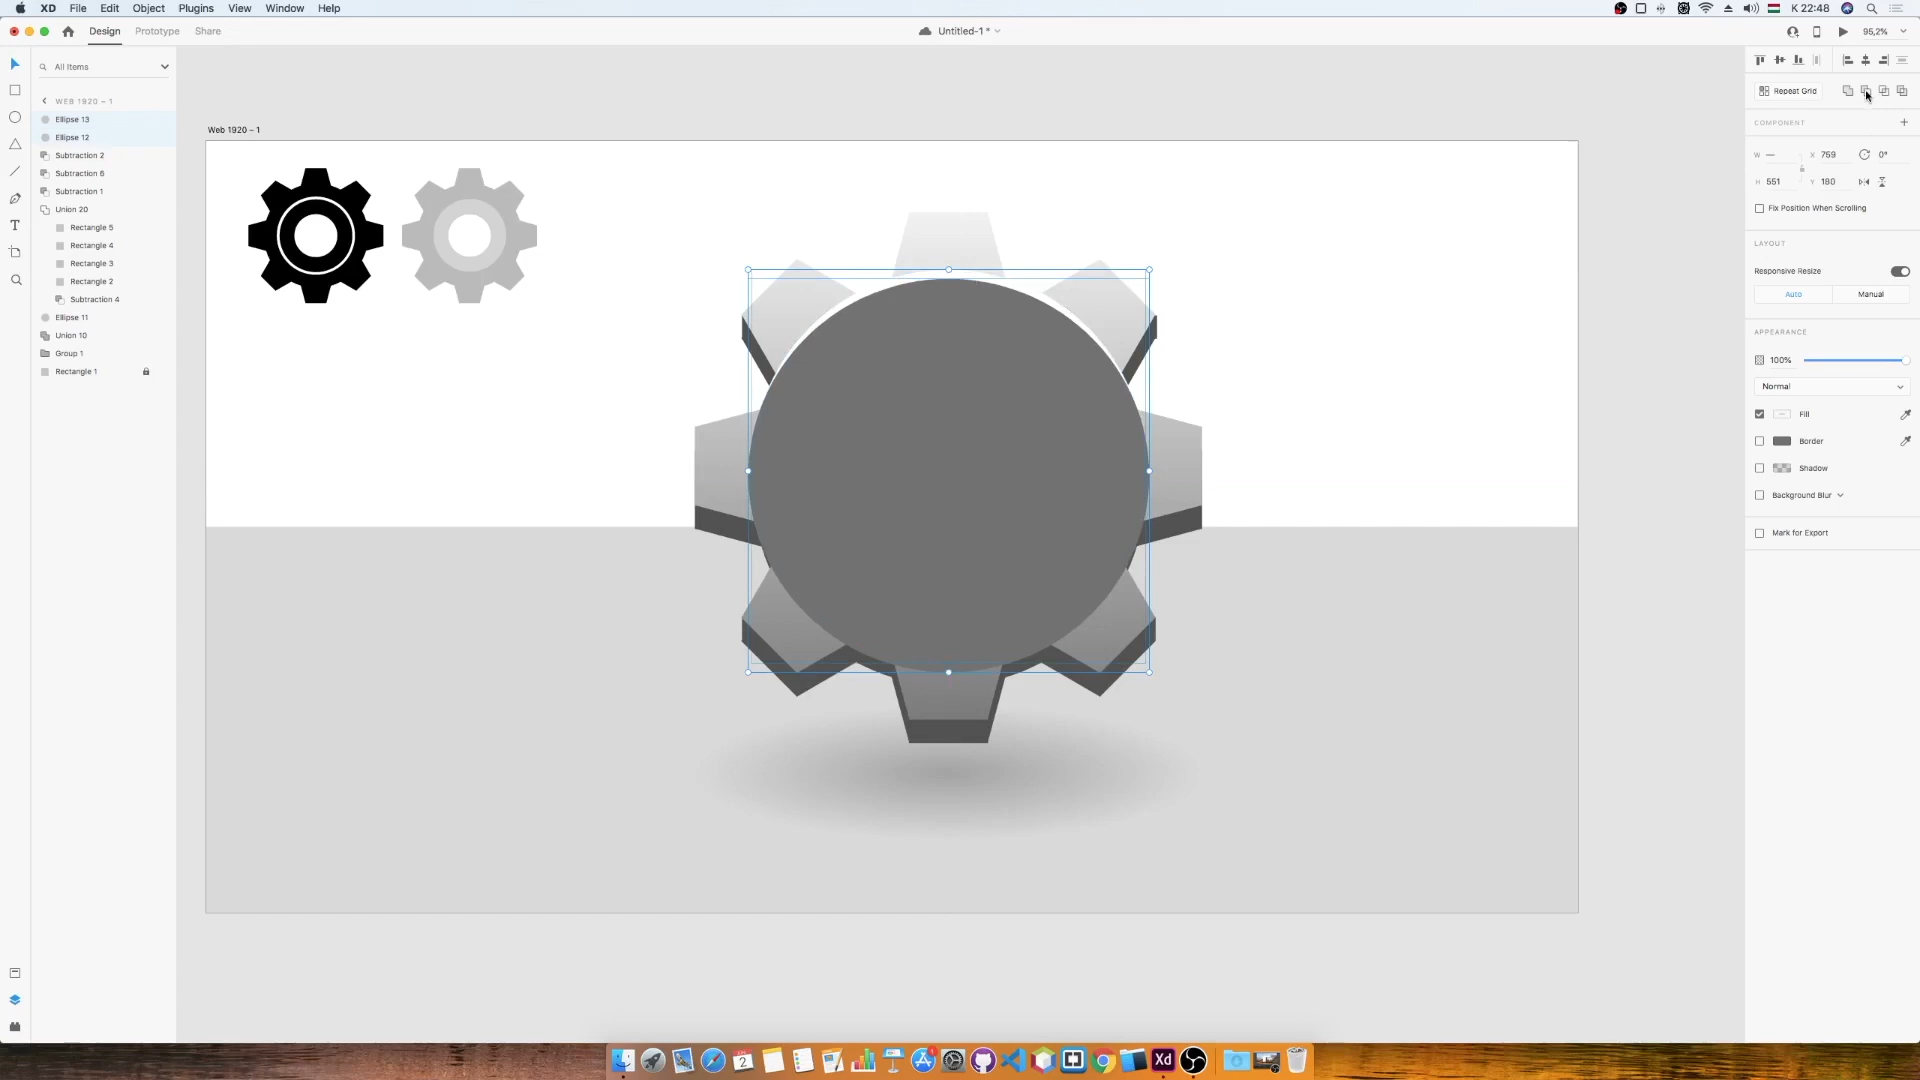 XD File Edit Object Plugins View Window Help
K 22:48
Design Prototype Share
Untitled-1 *
95,2%
All Items
WEB 1920 – 1
Ellipse 13
Ellipse 12
Subtraction 2
Subtraction 6
Subtraction 1
Union 20
Rectangle 5
Rectangle 4
Rectangle 3
Rectangle 2
Subtraction 4
Ellipse 11
Union 10
Group 1
Rectangle 1
Web 1920 – 1
Repeat Grid
COMPONENT
W — X 759 0°
H 551 Y 180
Fix Position When Scrolling
LAYOUT
Responsive Resize
Auto Manual
APPEARANCE
100%
Normal
Fill
Border
Shadow
Background Blur
Mark for Export
2
Xd